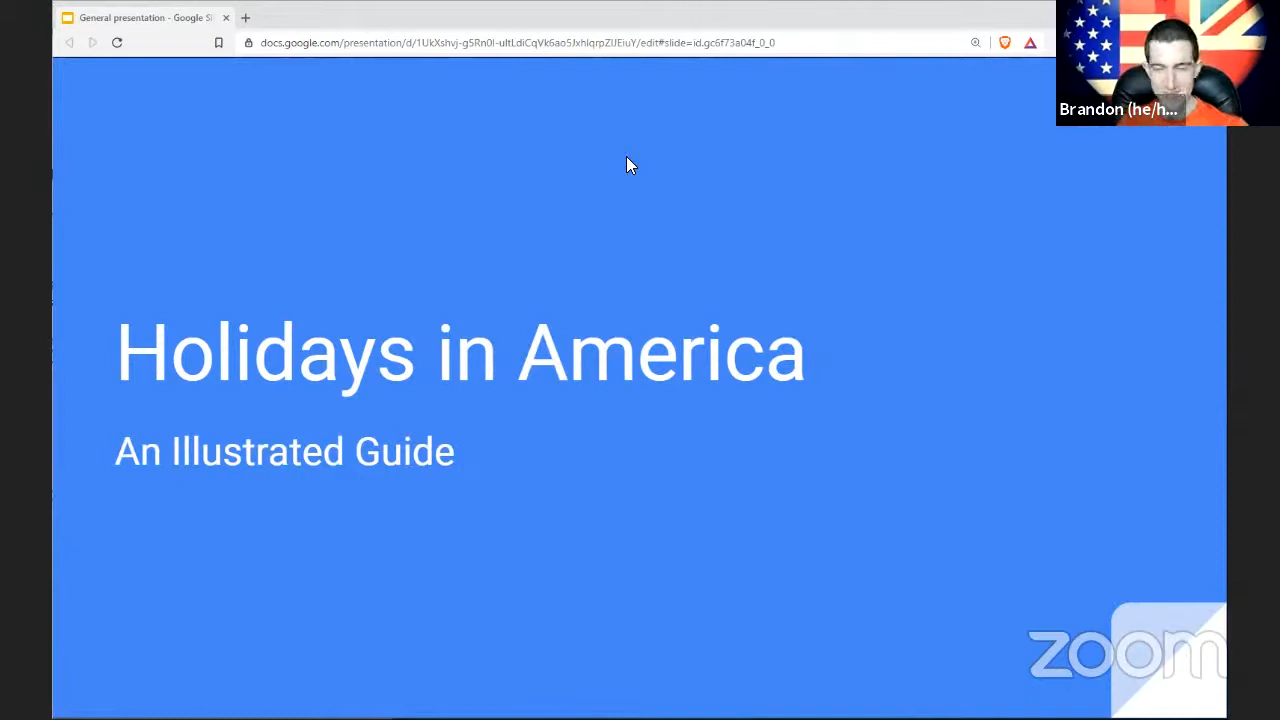 General presentation - Google Sl
docs.google.com/presentation/d/1UkXshvj-gSRn0l-ultLdiCqVk6ao5JxhlqrpZlJEiuY/edit#slide=id.gc6f73a04f_0_0
Brandon (he/h...
Holidays in America
An Illustrated Guide
zoom